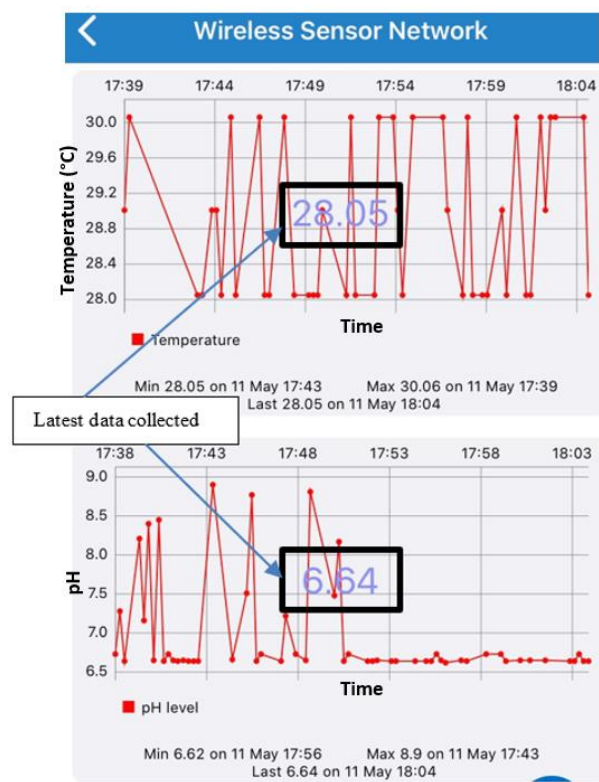 Wireless Sensor Network
17:39 17:44 17:49 17:54 17:59 18:04
Temperature (°C)
30.0
29.6
29.2
28.8
28.4
28.0
28.05
Time
Temperature
Min 28.05 on 11 May 17:43 Max 30.06 on 11 May 17:39
Last 28.05 on 11 May 18:04
Latest data collected
17:38 17:43 17:48 17:53 17:58 18:03
pH
9.0
8.5
8.0
7.5
7.0
6.5
6.64
Time
pH level
Min 6.62 on 11 May 17:56 Max 8.9 on 11 May 17:43
Last 6.64 on 11 May 18:04